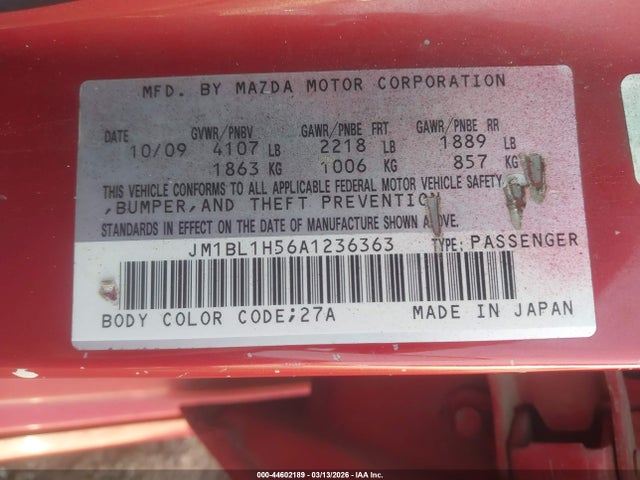 MFD. BY MAZDA MOTOR CORPORATION
DATE GVWR/PNBV GAWR/PNBE FRT GAWR/PNBE RR
10/09 4107 LB 2218 LB 1889 LB
1863 KG 1006 KG 857 KG
THIS VEHICLE CONFORMS TO ALL APPLICABLE FEDERAL MOTOR VEHICLE SAFETY
,BUMPER,AND THEFT PREVENTION
STANDARDS IN EFFECT ON THE DATE OF MANUFACTURE SHOWN ABOVE.
JM1BL1H56A1236363 TYPE: PASSENGER
BODY COLOR CODE;27A MADE IN JAPAN
000-44602189 - 03/13/2026 - IAA Inc.